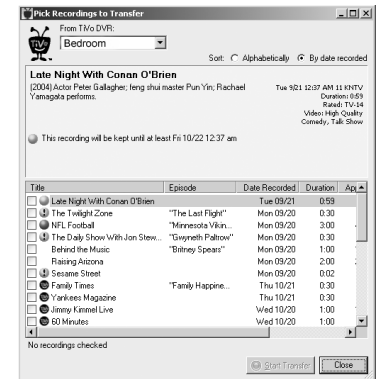 Pick Recordings to Transfer
From TiVo DVR:
TiVo
Bedroom
Sort: Alphabetically By date recorded
Late Night With Conan O'Brien
(2004) Actor Peter Gallagher; feng shui master Pun Yin; Rachael Yamagata performs.
Tue 9/21 12:37 AM 11 KNTV
Duration: 0:59
Rated: TV-14
Video: High Quality
Comedy, Talk Show
This recording will be kept until at least Fri 10/22 12:37 am
Title Episode Date Recorded Duration Ap
Late Night With Conan O'Brien Tue 09/21 0:59
The Twilight Zone "The Last Flight" Mon 09/20 0:30
NFL Football "Minnesota Vikin... Mon 09/20 3:00
The Daily Show With Jon Stew... "Gwyneth Paltrow" Mon 09/20 0:30
Behind the Music "Britney Spears" Mon 09/20 1:00
Raising Arizona Mon 09/20 2:00
Sesame Street Mon 09/20 0:02
Family Times "Family Happine... Thu 10/21 0:30
Yankees Magazine Thu 10/21 0:30
Jimmy Kimmel Live Wed 10/20 1:00
60 Minutes Wed 10/20 1:00
No recordings checked
Start Transfer Close